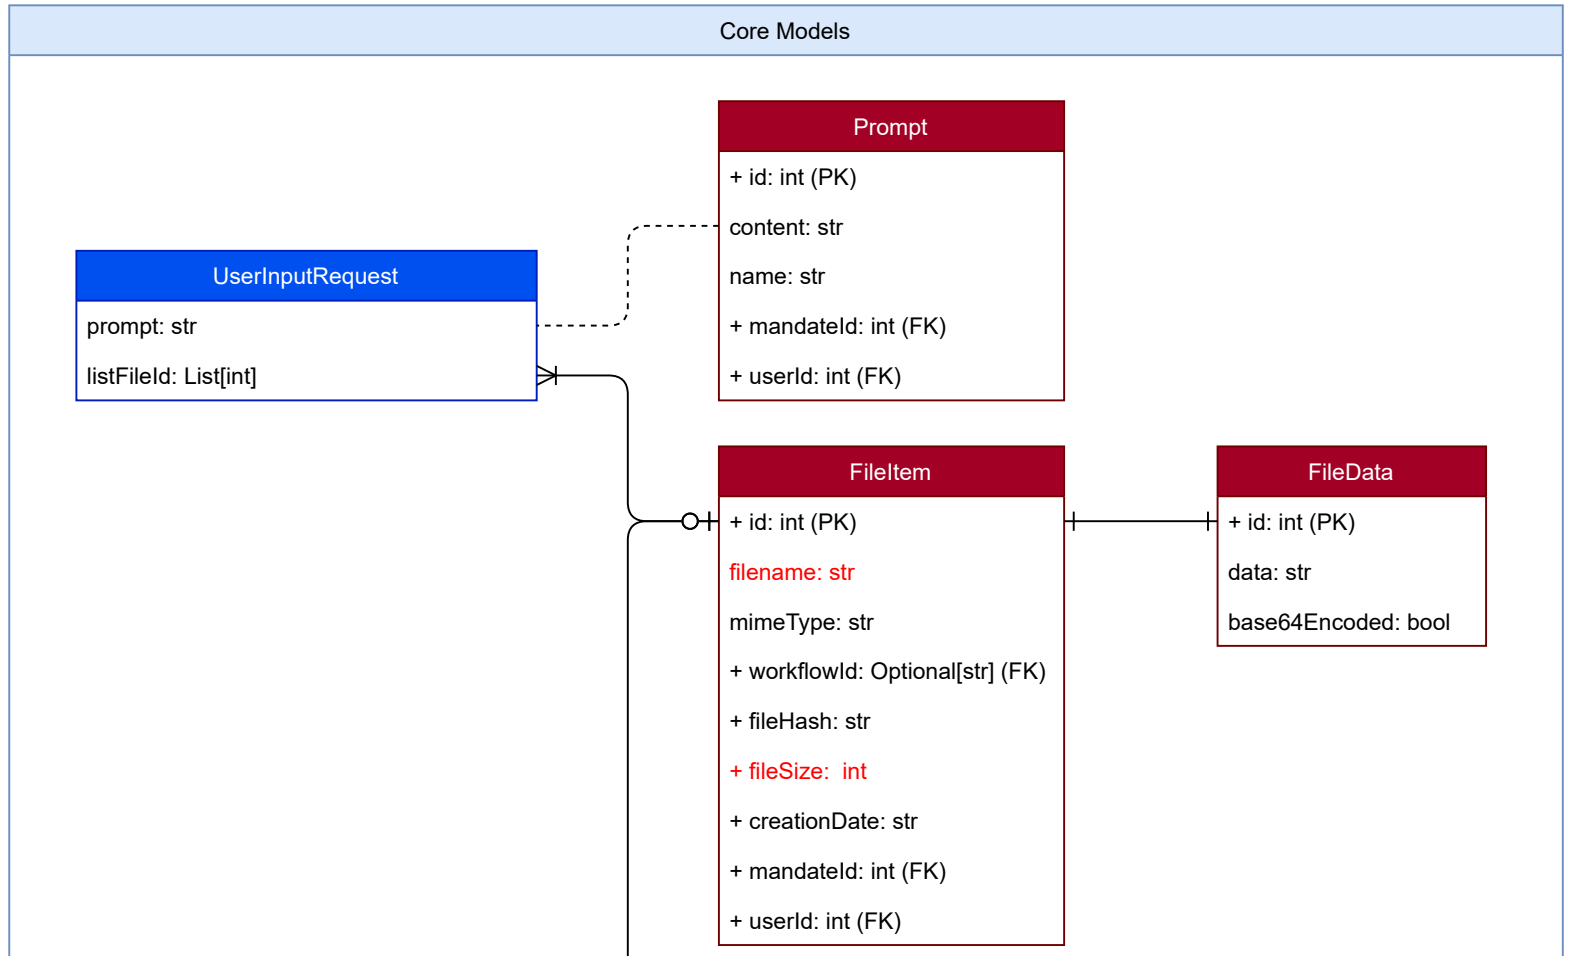 Core Models
Prompt
+ id: int (PK)
content: str
name: str
+ mandateId: int (FK)
+ userId: int (FK)
UserInputRequest
prompt: str
listFileId: List[int]
FileItem
+ id: int (PK)
filename: str
mimeType: str
+ workflowId: Optional[str] (FK)
+ fileHash: str
+ fileSize:  int
+ creationDate: str
+ mandateId: int (FK)
+ userId: int (FK)
FileData
+ id: int (PK)
data: str
base64Encoded: bool